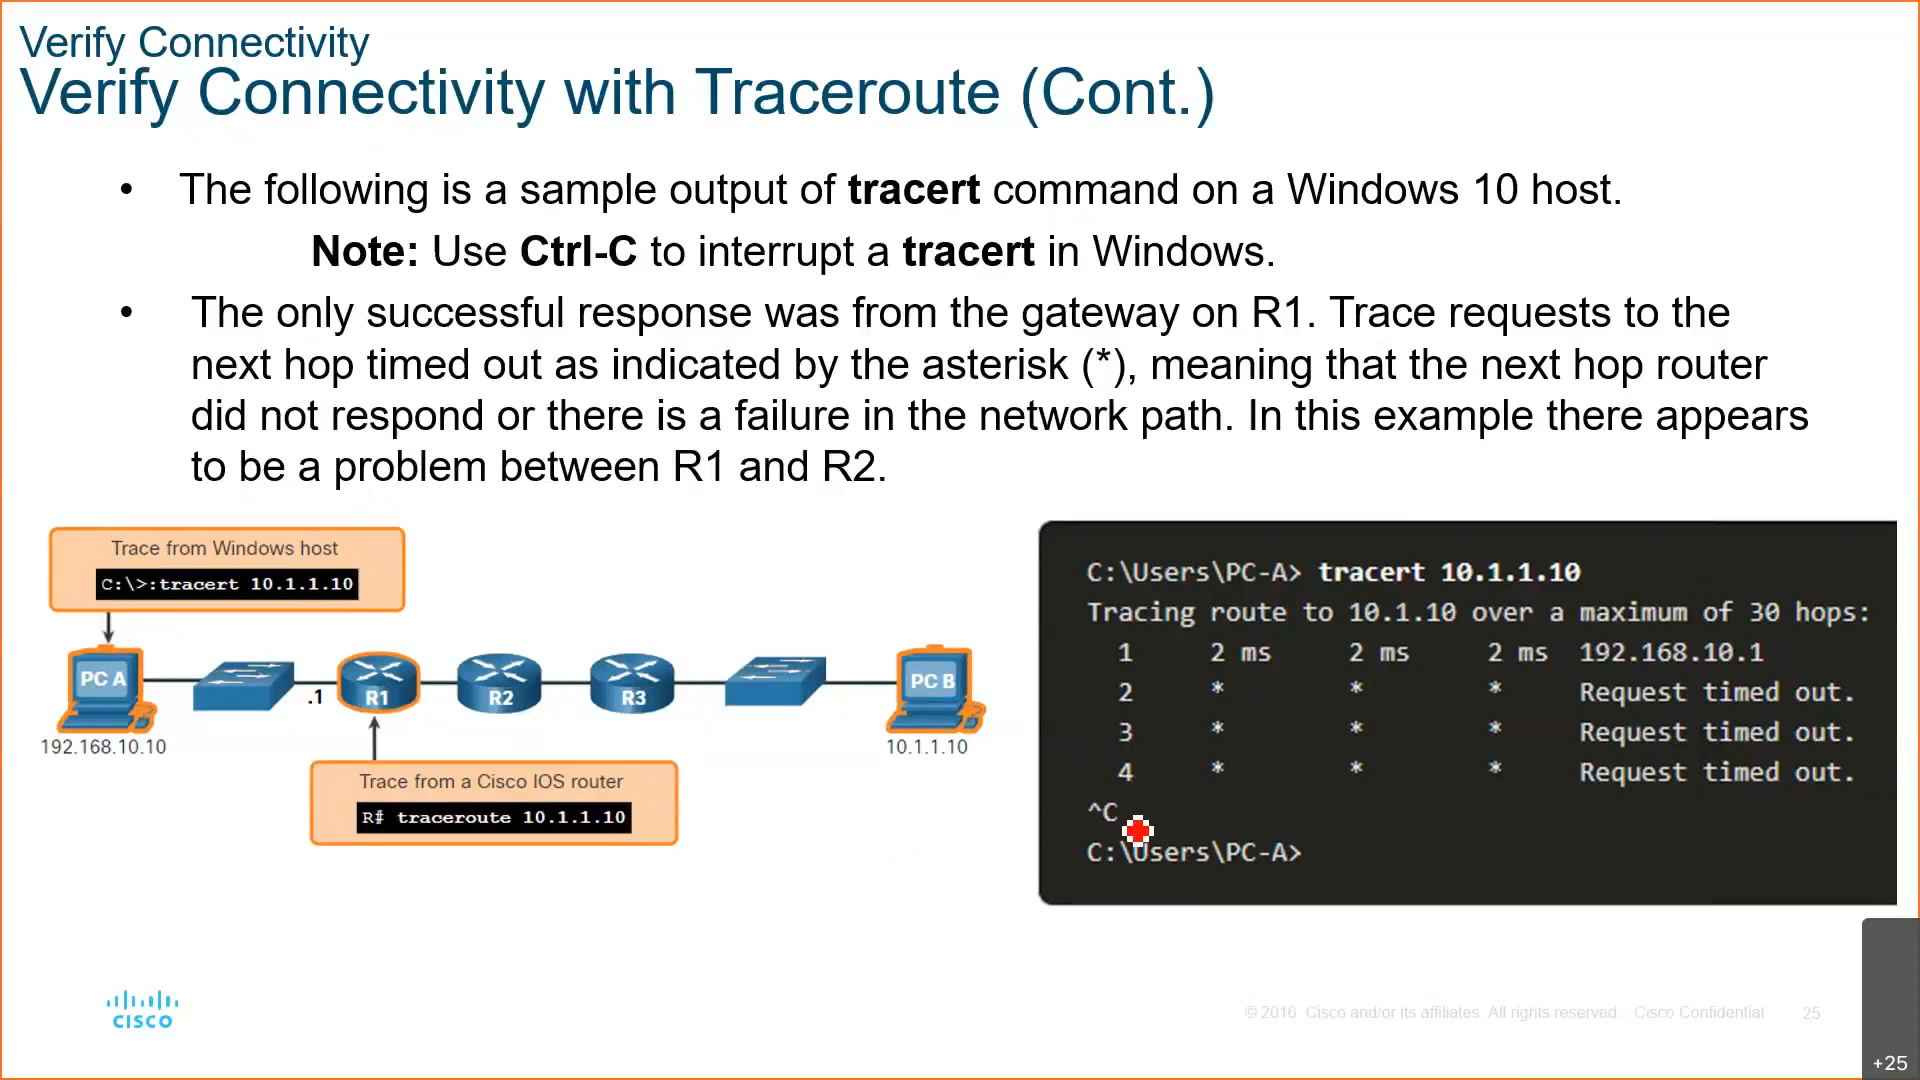 Verify Connectivity
Verify Connectivity with Traceroute (Cont.)
• The following is a sample output of tracert command on a Windows 10 host.
Note: Use Ctrl-C to interrupt a tracert in Windows.
• The only successful response was from the gateway on R1. Trace requests to the
next hop timed out as indicated by the asterisk (*), meaning that the next hop router
did not respond or there is a failure in the network path. In this example there appears
to be a problem between R1 and R2.
Trace from Windows host
C:\>:tracert 10.1.1.10
PC A
.1
R1
R2
R3
PC B
192.168.10.10
10.1.1.10
Trace from a Cisco IOS router
R# traceroute 10.1.1.10
C:\Users\PC-A> tracert 10.1.1.10
Tracing route to 10.1.10 over a maximum of 30 hops:
1 2 ms 2 ms 2 ms 192.168.10.1
2 * * * Request timed out.
3 * * * Request timed out.
4 * * * Request timed out.
^C
C:\Users\PC-A>
CISCO
© 2016 Cisco and/or its affiliates. All rights reserved. Cisco Confidential 25
+25